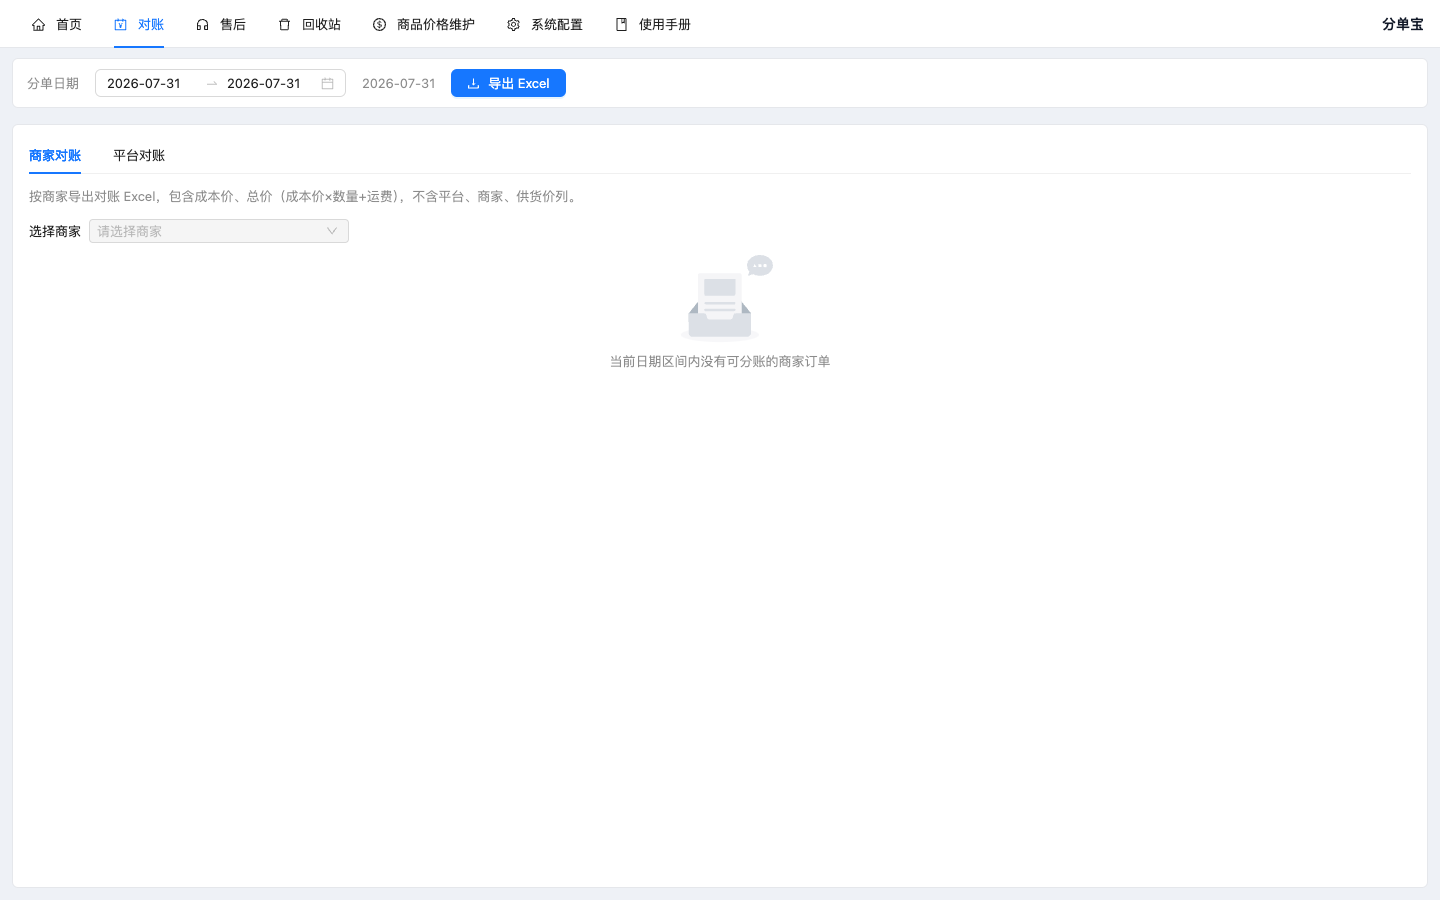 首页 对账 售后 回收站 商品价格维护 系统配置 使用手册 分单宝
分单日期 2026-07-31 → 2026-07-31 2026-07-31 导出 Excel
商家对账 平台对账
按商家导出对账 Excel，包含成本价、总价（成本价×数量+运费），不含平台、商家、供货价列。
选择商家 请选择商家
当前日期区间内没有可分账的商家订单